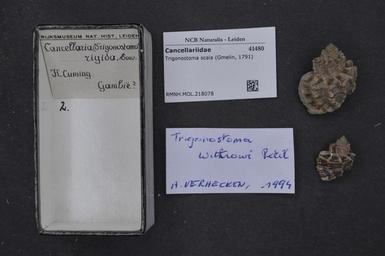 RIJKSMUSEUM NAT. HIST. LEIDEN
Cancellaria (Trigonostoma)
rigida. Sow.
H. Cuming
Gambie?
2.
NCB Naturalis - Leiden
Cancellariidae 41480
Trigonostoma scala (Gmelin, 1791)
RMNH.MOL.218078
Trigonostoma
Withrowi Petit
A. VERHECKEN, 1994